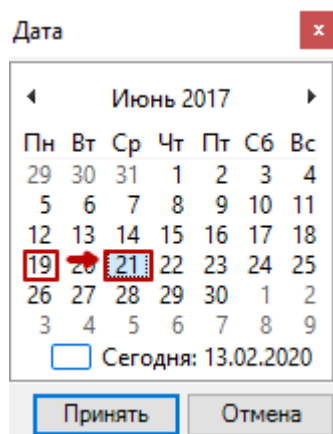 Дата
Июнь 2017
Пн Вт Ср Чт Пт Сб Вс
29 30 31 1 2 3 4
5 6 7 8 9 10 11
12 13 14 15 16 17 18
19 20 21 22 23 24 25
26 27 28 29 30 1 2
3 4 5 6 7 8 9
Сегодня: 13.02.2020
Принять Отмена